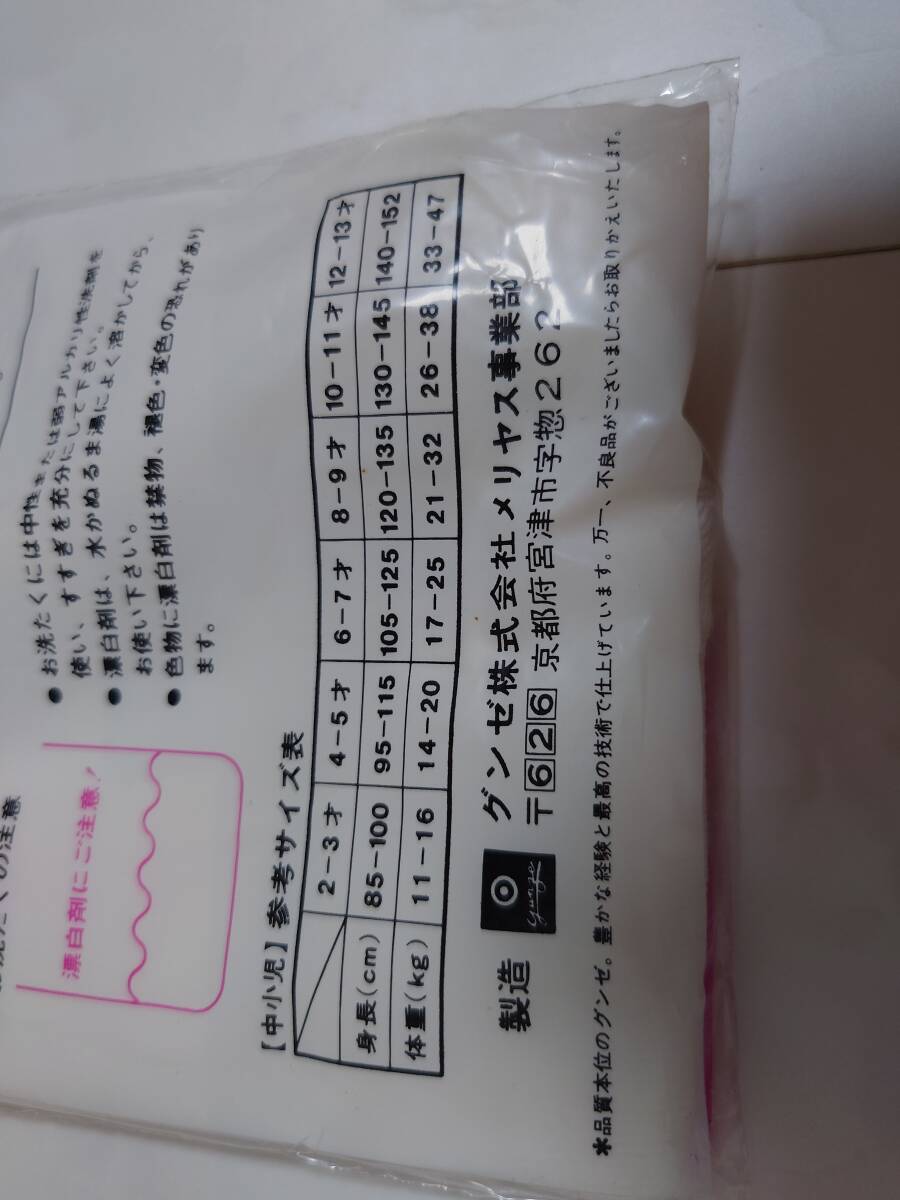 の注意
漂白剤にご注意!
● お洗たくには中性または弱アルカリ性洗剤を
使い、すすぎを充分にして下さい。
● 漂白剤は、水かぬるま湯によく溶かしてから、
お使い下さい。
● 色物に漂白剤は禁物、褪色・変色の恐れがあり
ます。
【中小児】参考サイズ表
2-3才 4-5才 6-7才 8-9才 10-11才 12-13才
身長(cm) 85-100 95-115 105-125 120-135 130-145 140-152
体重(kg) 11-16 14-20 17-25 21-32 26-38 33-47
製造 gunze グンゼ株式会社 メリヤス事業部
〒626 京都府宮津市字惣262
＊品質本位のグンゼ。豊かな経験と最高の技術で仕上げています。万一、不良品がございましたらお取りかえいたします。